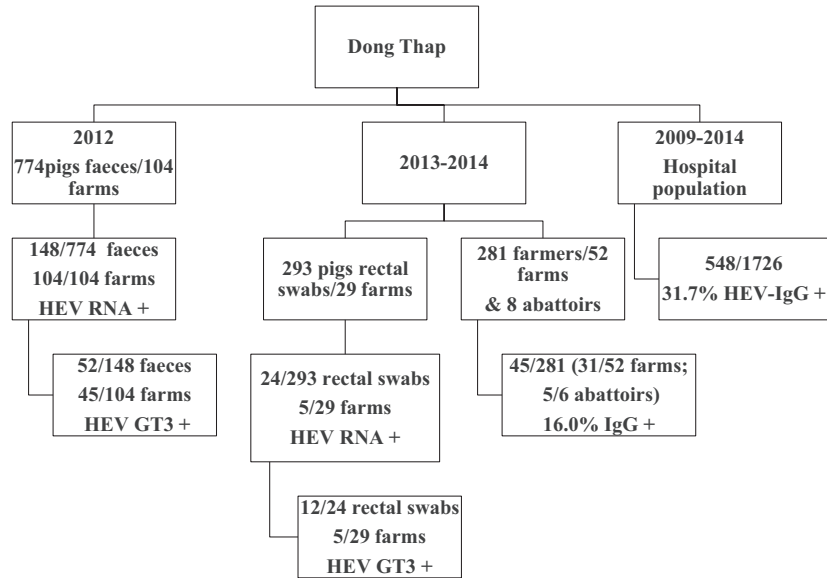 Dong Thap
2012
774pigs faeces/104
farms
2013-2014
2009-2014
Hospital
population
148/774 faeces
104/104 farms
HEV RNA +
293 pigs rectal
swabs/29 farms
281 farmers/52
farms
& 8 abattoirs
548/1726
31.7% HEV-IgG +
52/148 faeces
45/104 farms
HEV GT3 +
24/293 rectal swabs
5/29 farms
HEV RNA +
45/281 (31/52 farms;
5/6 abattoirs)
16.0% IgG +
12/24 rectal swabs
5/29 farms
HEV GT3 +